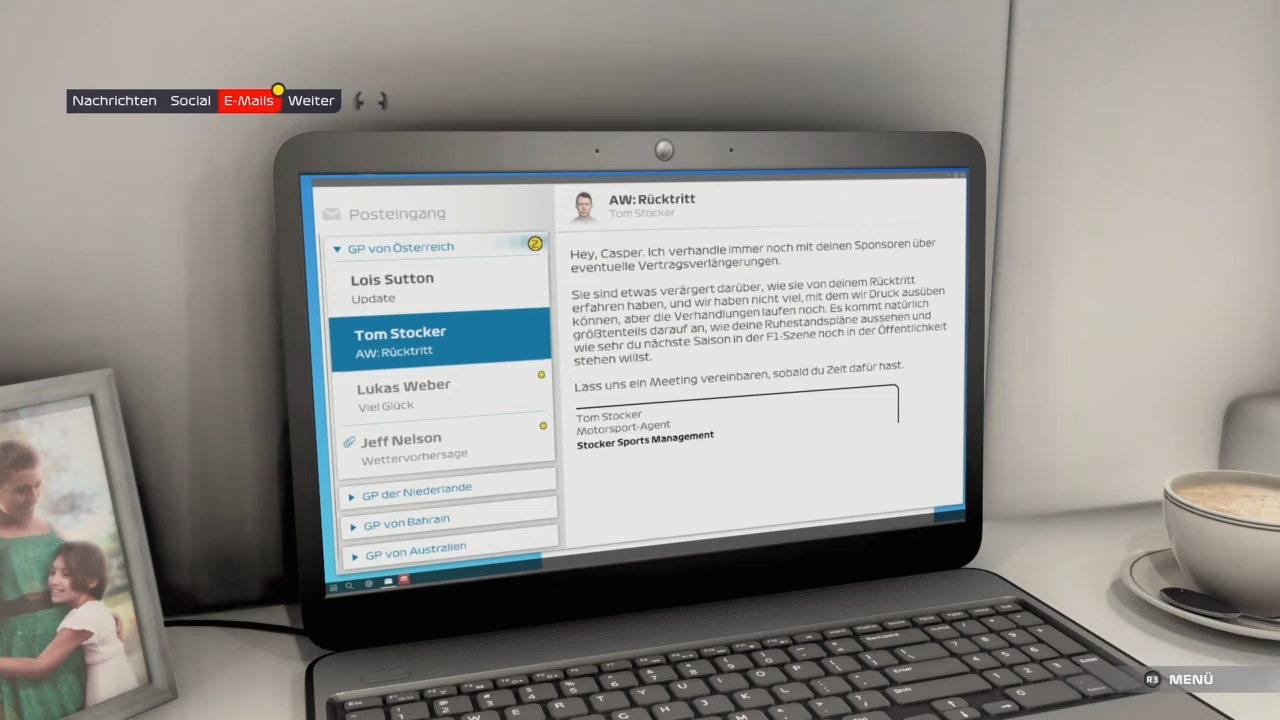 Nachrichten Social E-Mails Weiter
Posteingang
GP von Österreich 2
Lois Sutton
Update
Tom Stocker
AW: Rücktritt
Lukas Weber
Viel Glück
Jeff Nelson
Wettervorhersage
GP der Niederlande
GP von Bahrain
GP von Australien
AW: Rücktritt
Tom Stocker
Hey, Casper. Ich verhandle immer noch mit deinen Sponsoren über
eventuelle Vertragsverlängerungen.
Sie sind etwas verärgert darüber, wie sie von deinem Rücktritt
erfahren haben, und wir haben nicht viel, mit dem wir Druck ausüben
können, aber die Verhandlungen laufen noch. Es kommt natürlich
größtenteils darauf an, wie deine Ruhestandspläne aussehen und
wie sehr du nächste Saison in der F1-Szene noch in der Öffentlichkeit
stehen willst.
Lass uns ein Meeting vereinbaren, sobald du Zeit dafür hast.
Tom Stocker
Motorsport-Agent
Stocker Sports Management
R3 MENÜ